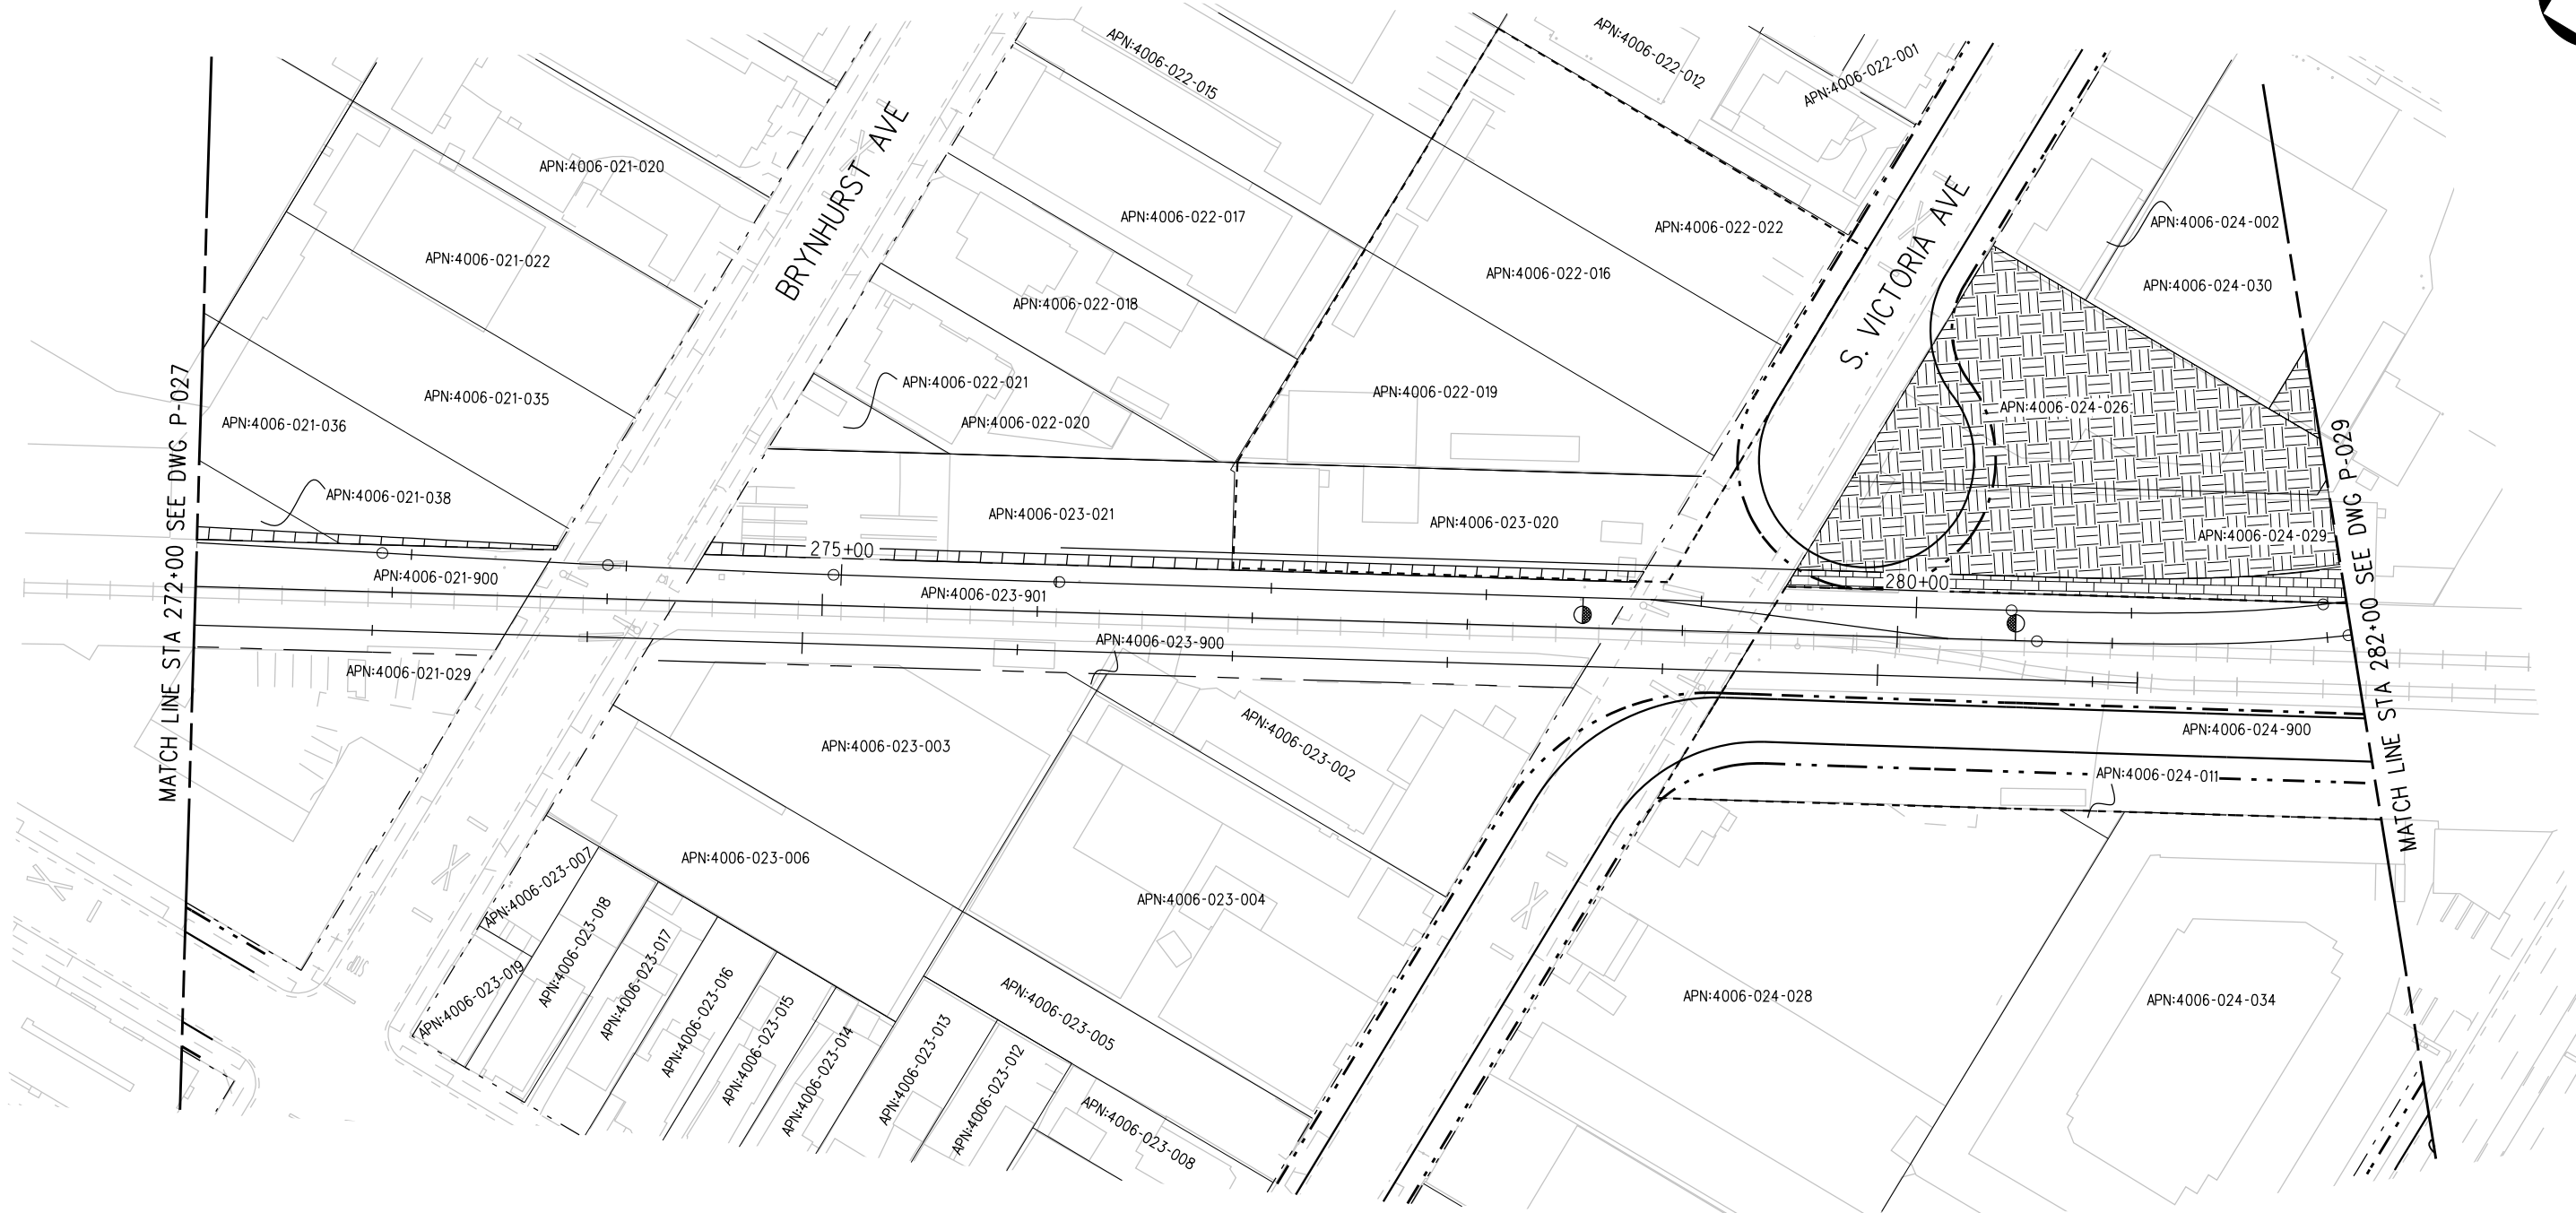 APN:4006-022-015
APN:4006-022-012
APN:4006-022-001
APN:4006-021-020
BRYNHURST AVE
APN:4006-022-017
APN:4006-022-022
S. VICTORIA AVE
APN:4006-024-002
APN:4006-021-022
APN:4006-022-018
APN:4006-022-016
APN:4006-024-030
APN:4006-021-035
APN:4006-022-021
APN:4006-022-019
APN:4006-024-026
APN:4006-021-036
APN:4006-022-020
APN:4006-021-038
APN:4006-023-021
APN:4006-023-020
APN:4006-024-029
MATCH LINE STA 272+00 SEE DWG P-027
275+00
280+00
MATCH LINE STA 282+00 SEE DWG P-029
APN:4006-021-900
APN:4006-023-901
APN:4006-023-900
APN:4006-021-029
APN:4006-023-003
APN:4006-023-002
APN:4006-024-900
APN:4006-024-011
APN:4006-023-007
APN:4006-023-006
APN:4006-023-004
APN:4006-023-019
APN:4006-023-018
APN:4006-023-017
APN:4006-023-016
APN:4006-023-015
APN:4006-023-014
APN:4006-023-013
APN:4006-023-012
APN:4006-023-005
APN:4006-023-008
APN:4006-024-028
APN:4006-024-034